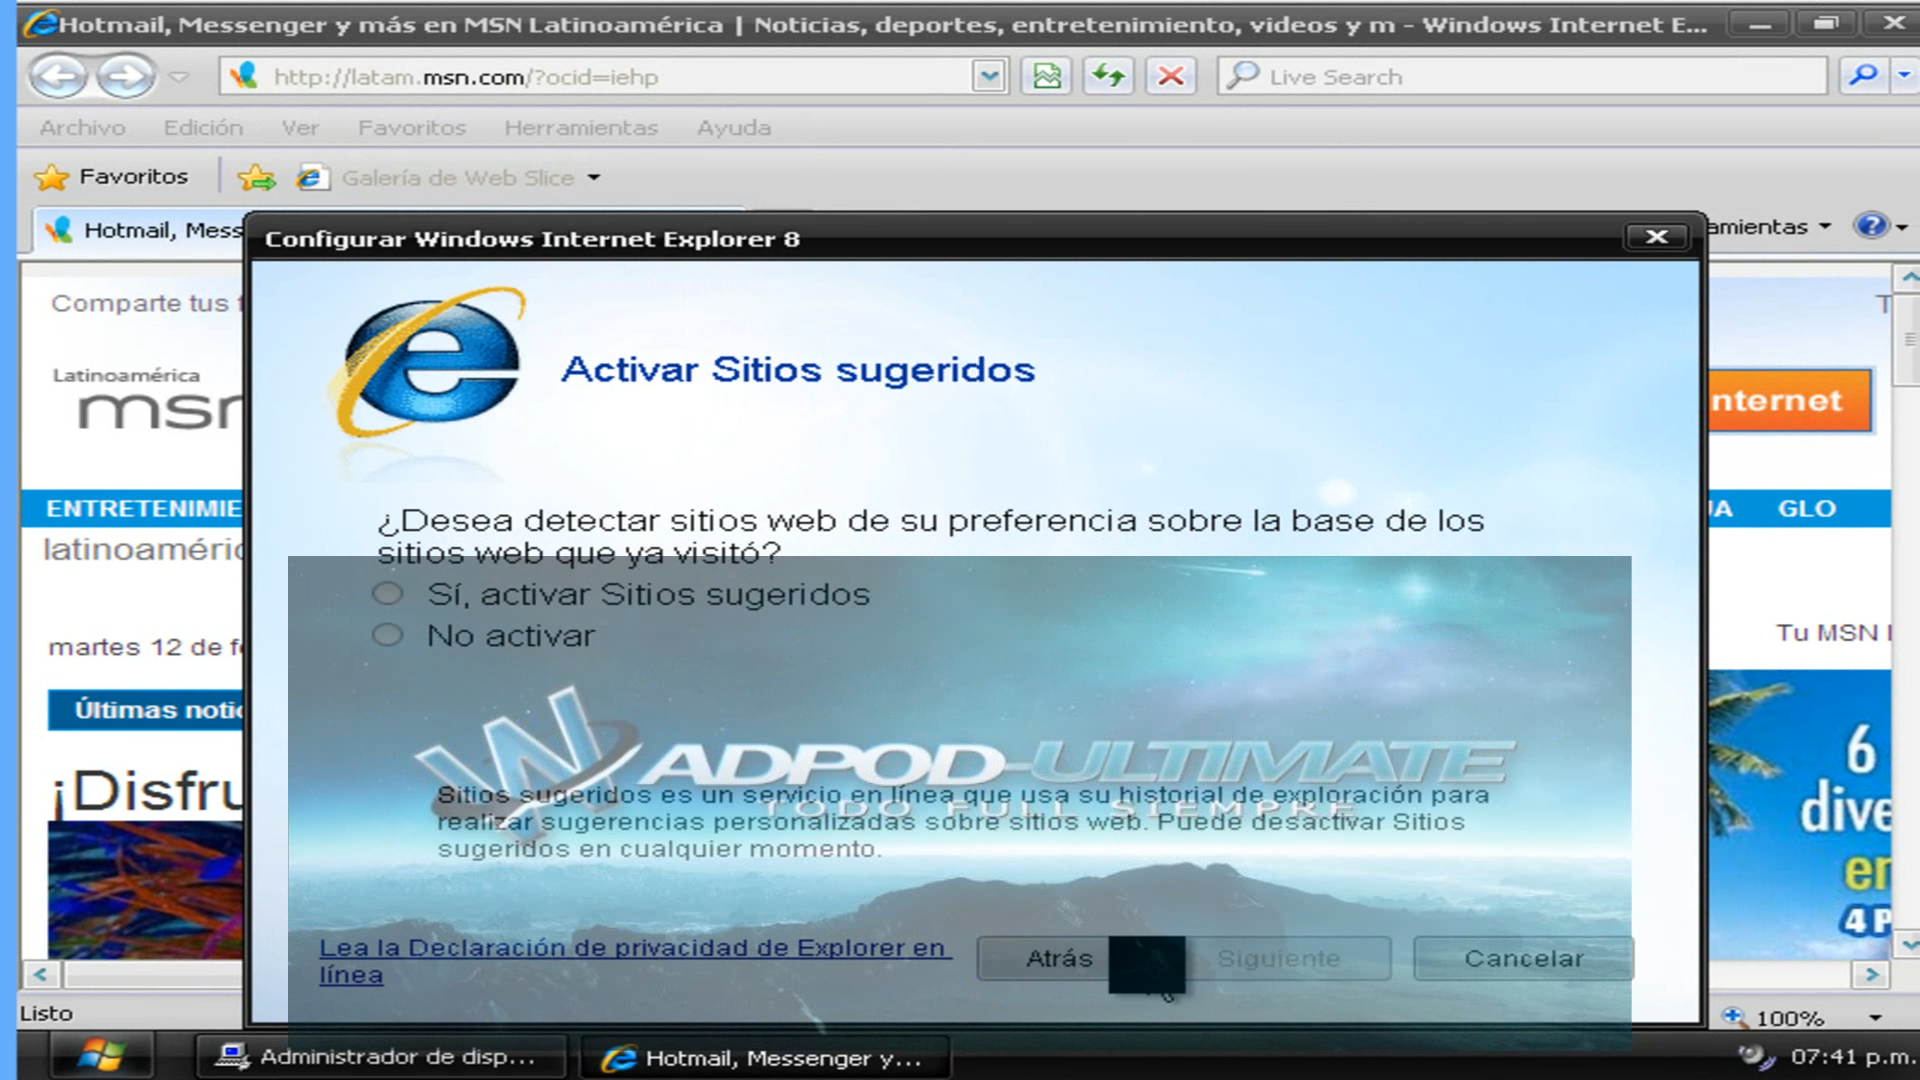 Hotmail, Messenger y más en MSN Latinoamérica | Noticias, deportes, entretenimiento, videos y m - Windows Internet E...
http://latam.msn.com/?ocid=iehp
Live Search
Archivo Edición Ver Favoritos Herramientas Ayuda
Favoritos Galería de Web Slice
Hotmail, Mess
amientas
Configurar Windows Internet Explorer 8
Comparte tus f
T
Activar Sitios sugeridos
Latinoamérica
msn
nternet
ENTRETENIMIE
UA GLO
¿Desea detectar sitios web de su preferencia sobre la base de los
sitios web que ya visitó?
latinoaméric
Sí, activar Sitios sugeridos
No activar
martes 12 de fe
Tu MSN
Últimas notic
WADPOD-ULTIMATE
TODO FULL SIEMPRE
¡Disfru
6
dive
en
4 P
Sitios sugeridos es un servicio en línea que usa su historial de exploración para
realizar sugerencias personalizadas sobre sitios web. Puede desactivar Sitios
sugeridos en cualquier momento.
Lea la Declaración de privacidad de Explorer en
línea
Atrás Siguiente Cancelar
Listo
100%
Administrador de disp... Hotmail, Messenger y...
07:41 p.m.